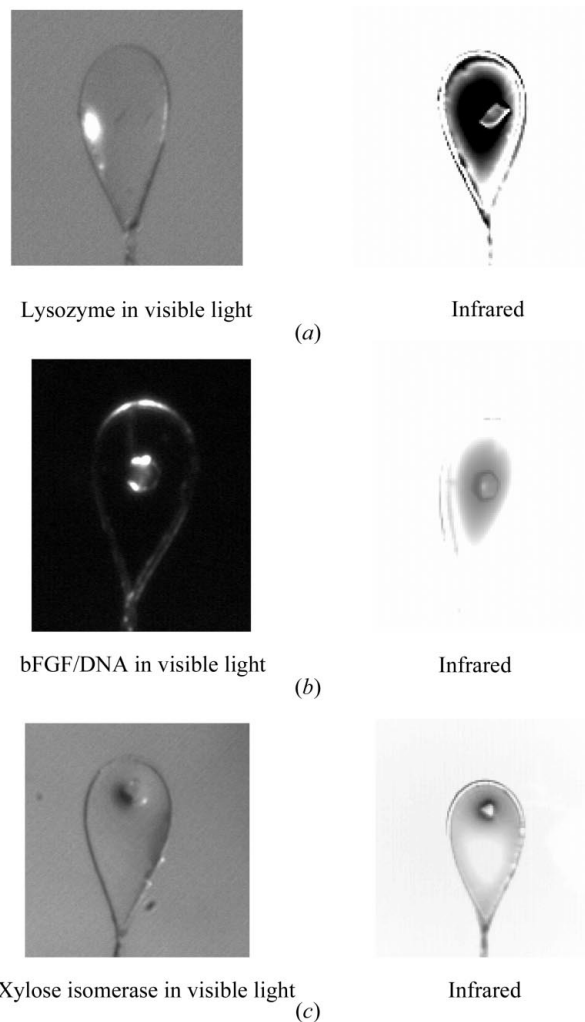 Lysozyme in visible light Infrared
(a)
bFGF/DNA in visible light Infrared
(b)
Xylose isomerase in visible light Infrared
(c)